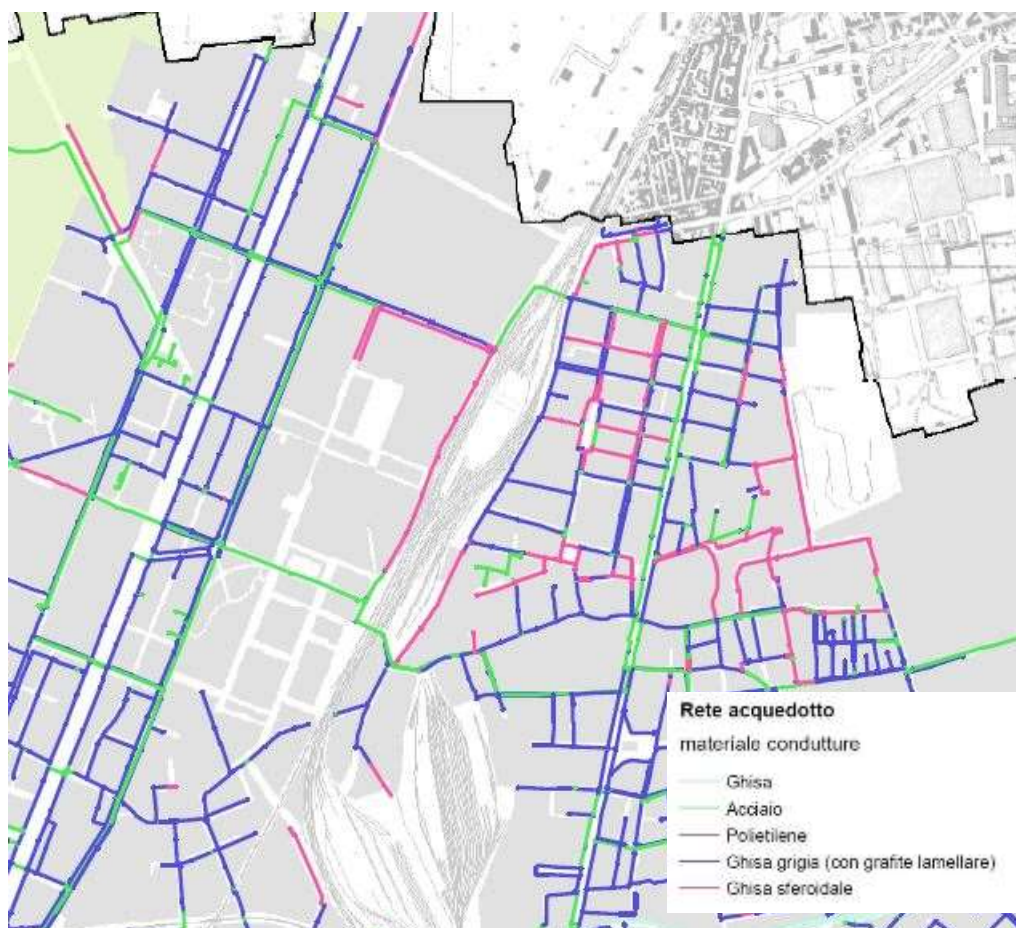 Rete acquedotto
materiale condutture
Ghisa
Acciaio
Polietilene
Ghisa grigia (con grafite lamellare)
Ghisa sferoidale